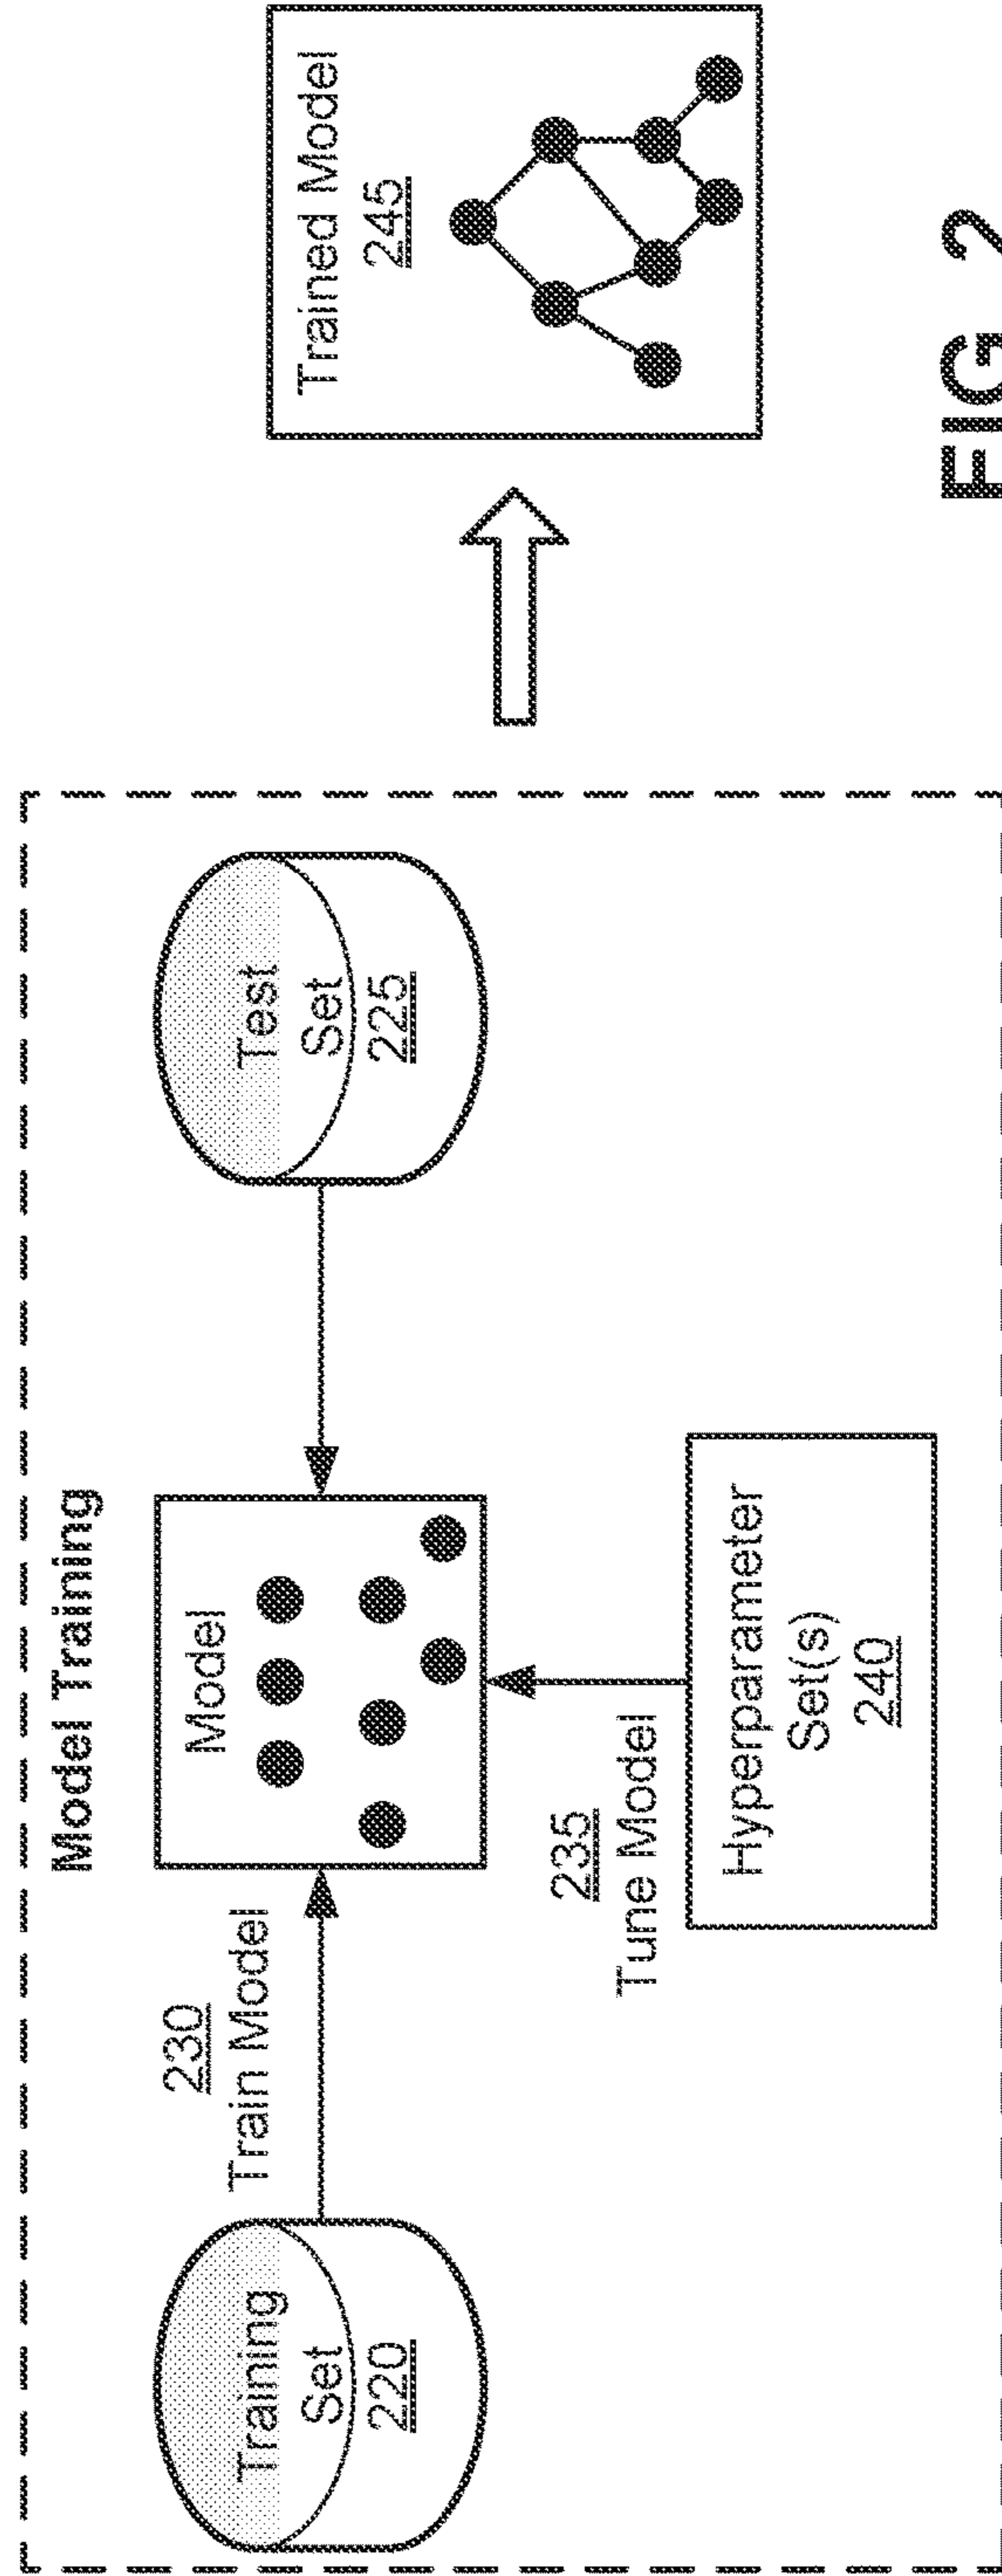 Model Training
Training
Set
220
230
Train Model
Model
Test
Set
225
235
Tune Model
Hyperparameter
Set(s)
240
Trained Model
245
FIG. 2